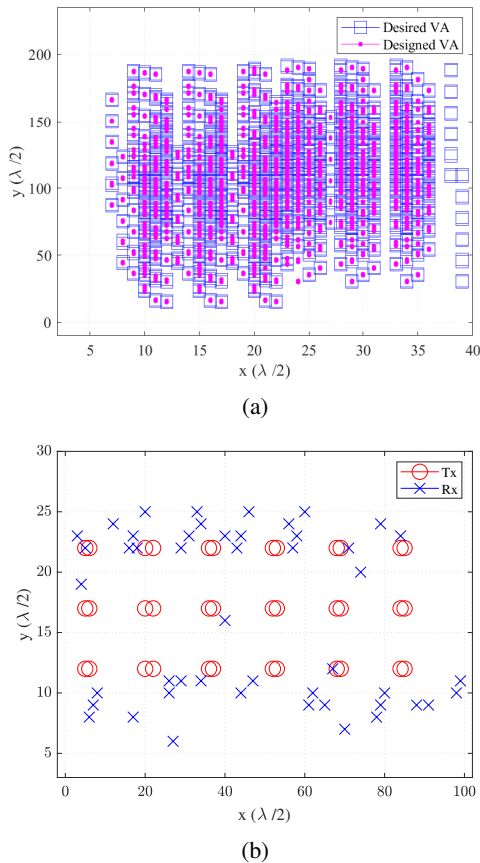 Desired VA
Designed VA
200
150
100
50
0
y (λ /2)
5 10 15 20 25 30 35 40
x (λ /2)
(a)
Tx
Rx
30
25
20
15
10
5
y (λ /2)
0 20 40 60 80 100
x (λ /2)
(b)